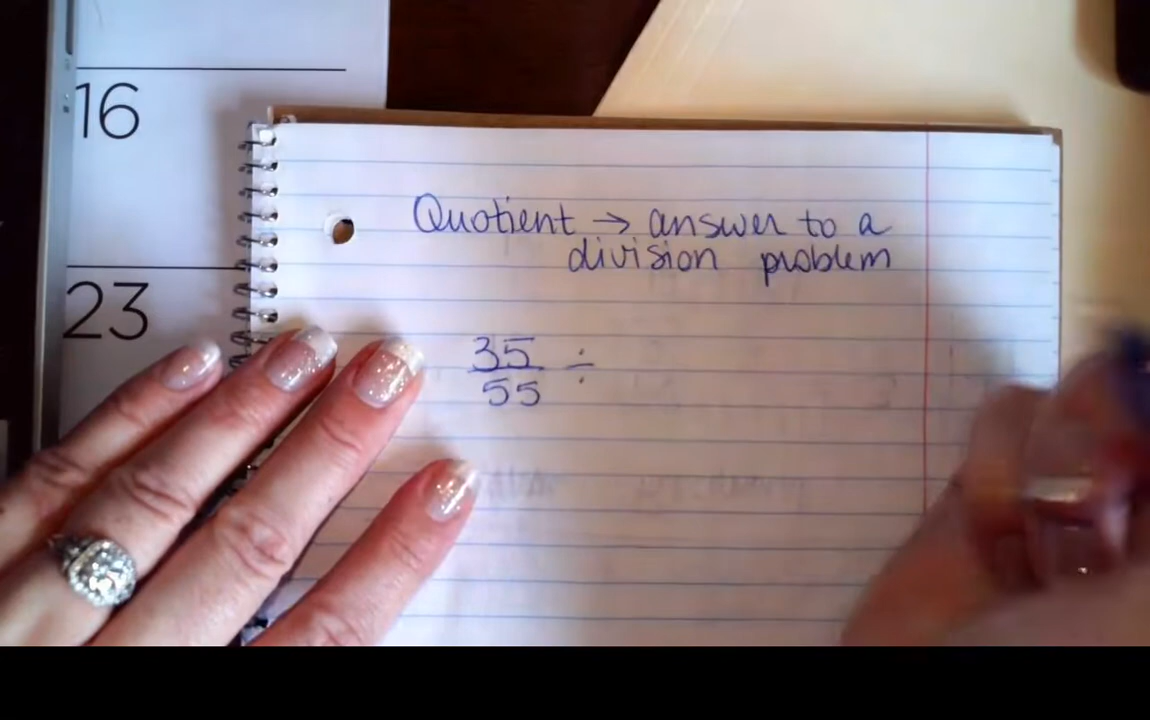 16
23
Quotient → answer to a
division problem
35
55 ÷